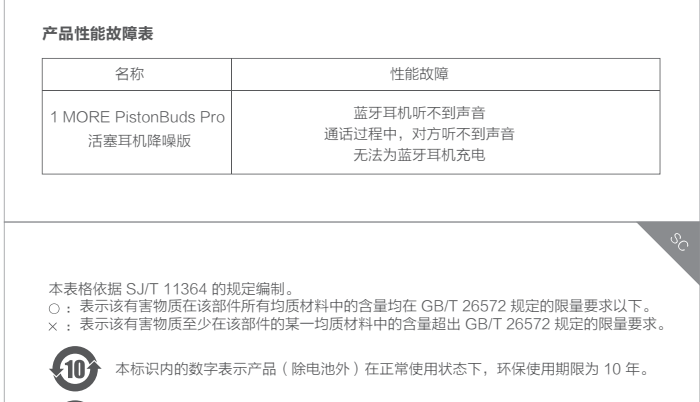 产品性能故障表
名称
性能故障
1 MORE PistonBuds Pro
活塞耳机降噪版
蓝牙耳机听不到声音
通话过程中，对方听不到声音
无法为蓝牙耳机充电
SC
本表格依据 SJ/T 11364 的规定编制。
○ ：表示该有害物质在该部件所有均质材料中的含量均在 GB/T 26572 规定的限量要求以下。
× ：表示该有害物质至少在该部件的某一均质材料中的含量超出 GB/T 26572 规定的限量要求。
10
本标识内的数字表示产品（除电池外）在正常使用状态下，环保使用期限为 10 年。